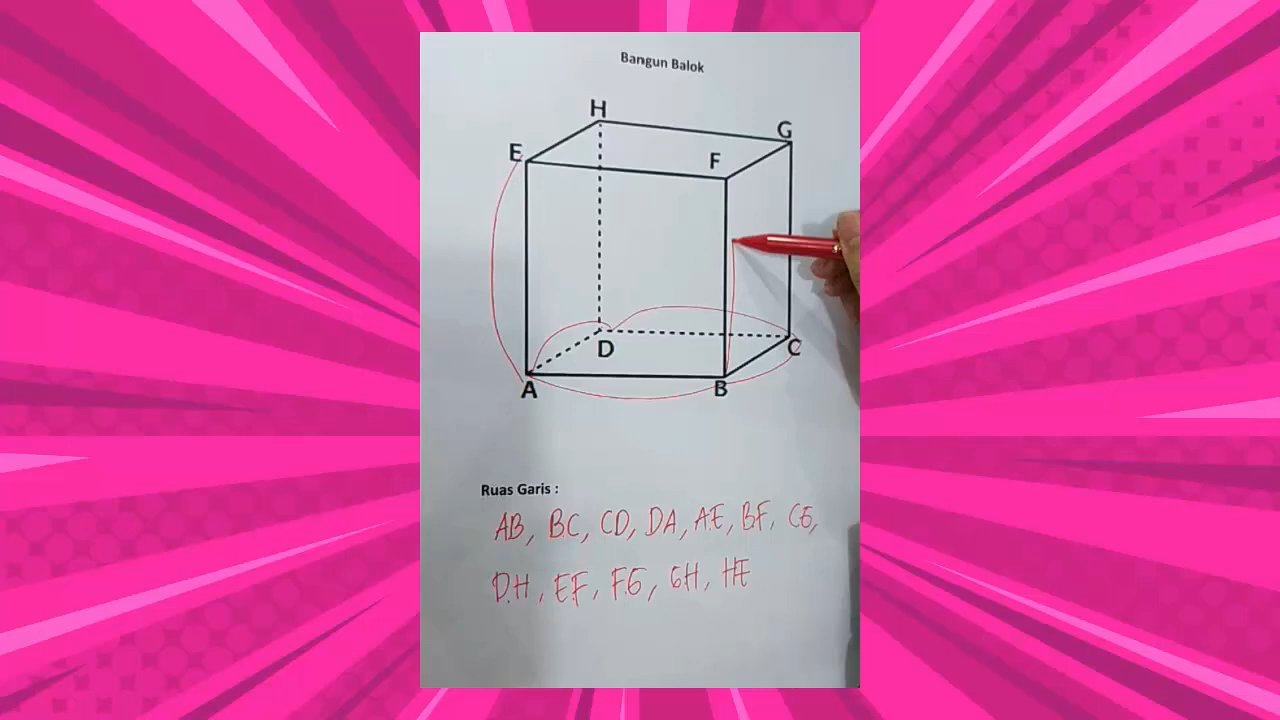 Bangun Balok
H
G
E
F
D
C
A
B
Ruas Garis :
AB, BC, CD, DA, AE, BF, CG,
DH, EF, FG, GH, HE